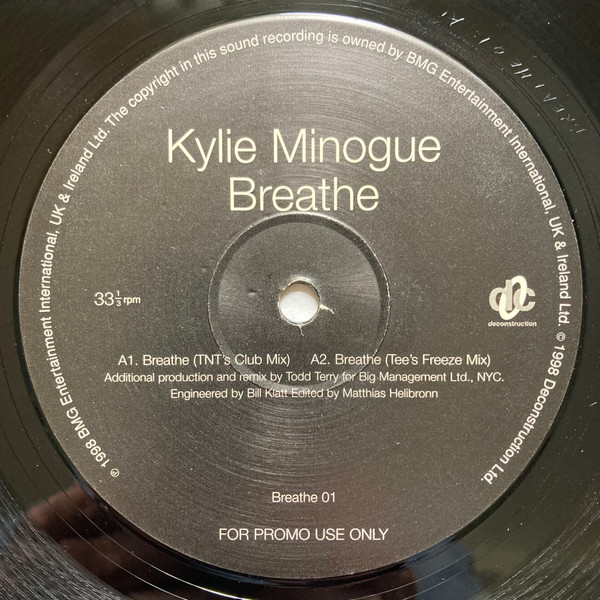 ℗ 1998 BMG Entertainment International, UK & Ireland Ltd. The copyright in this sound recording is owned by BMG Entertainment International, UK & Ireland Ltd. © 1998 Deconstruction Ltd.
Kylie Minogue
Breathe
33⅓ rpm
dc
deconstruction
A1. Breathe (TNT's Club Mix) A2. Breathe (Tee's Freeze Mix)
Additional production and remix by Todd Terry for Big Management Ltd., NYC.
Engineered by Bill Klatt Edited by Matthias Heilbronn
Breathe 01
FOR PROMO USE ONLY